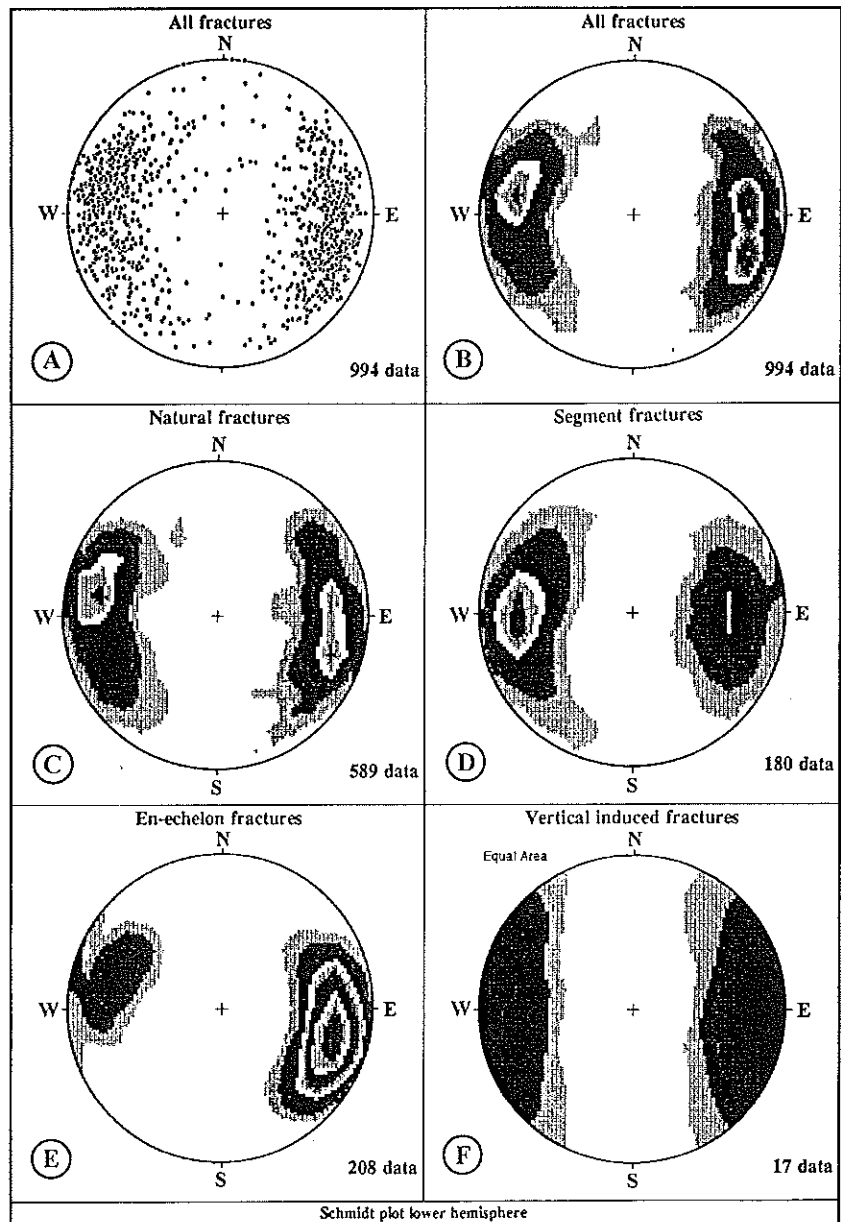 All fractures
N
W
E
A
994 data
All fractures
N
W
E
B
994 data
Natural fractures
N
W
E
S
C
589 data
Segment fractures
N
W
E
S
D
180 data
En-echelon fractures
N
W
E
S
E
208 data
Vertical induced fractures
N
Equal Area
W
E
S
F
17 data
Schmidt plot lower hemisphere